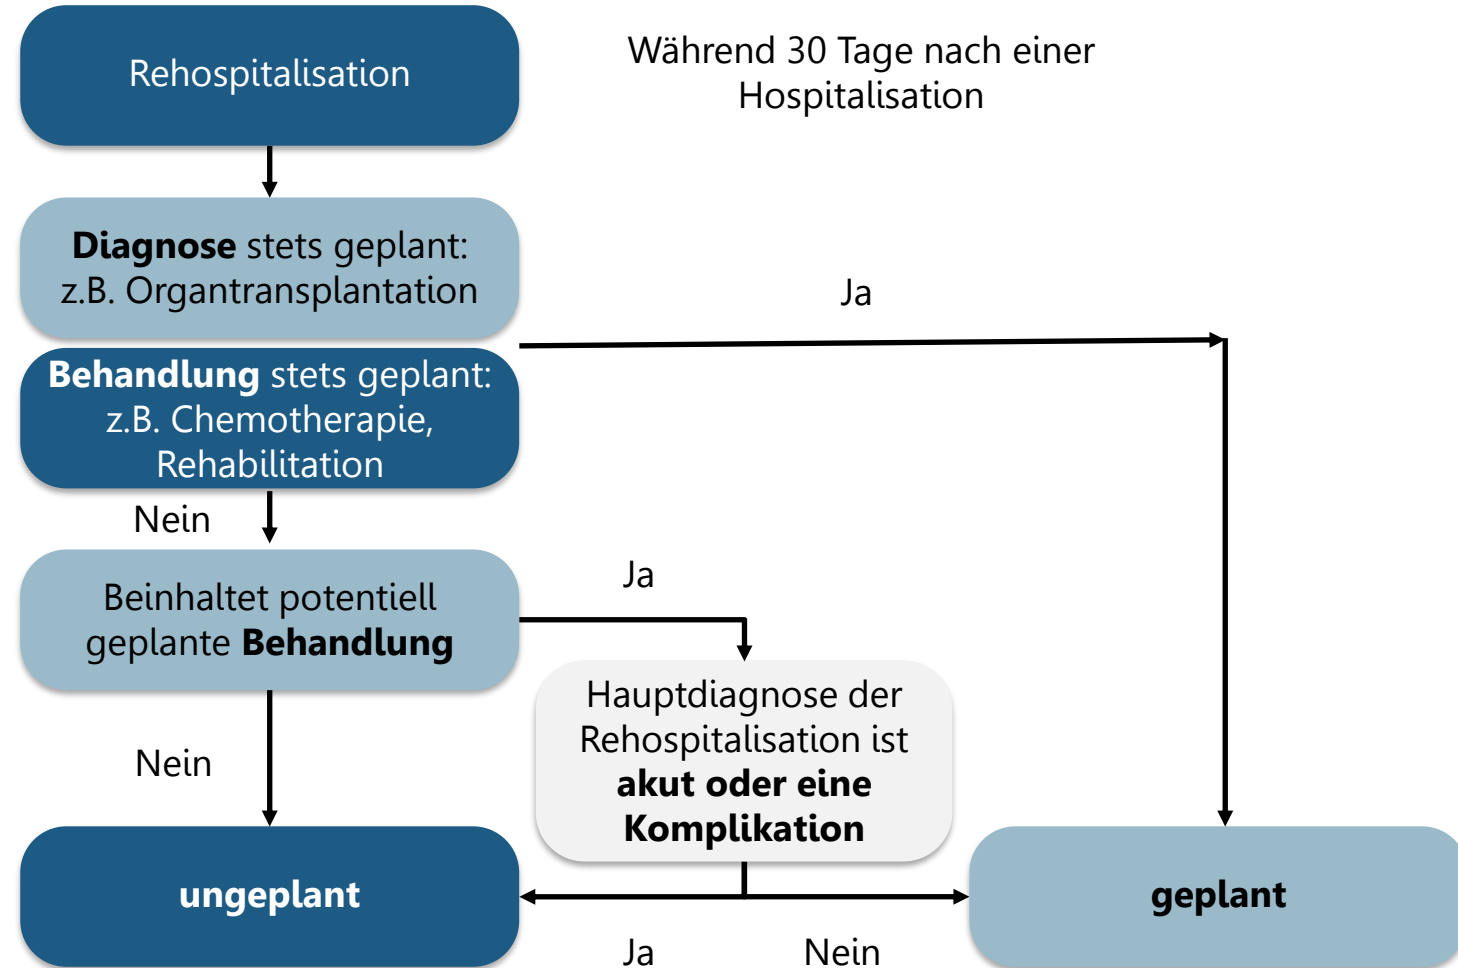 Rehospitalisation
Während 30 Tage nach einer
Hospitalisation
Diagnose stets geplant:
z.B. Organtransplantation
Ja
Behandlung stets geplant:
z.B. Chemotherapie,
Rehabilitation
Nein
Beinhaltet potentiell
geplante Behandlung
Ja
Hauptdiagnose der
Rehospitalisation ist
akut oder eine
Komplikation
Nein
ungeplant
geplant
Ja
Nein